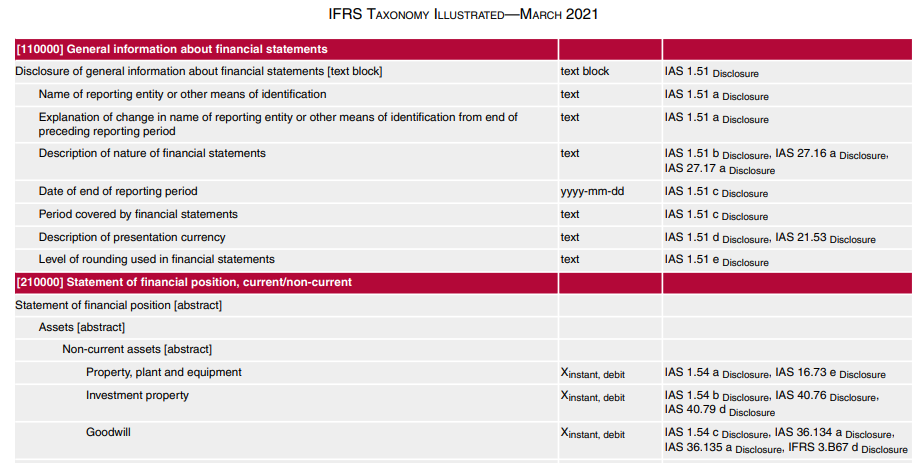 IFRS TAXONOMY ILLUSTRATED—MARCH 2021
[110000] General information about financial statements
Disclosure of general information about financial statements [text block] text block IAS 1.51 Disclosure
Name of reporting entity or other means of identification text IAS 1.51 a Disclosure
Explanation of change in name of reporting entity or other means of identification from end of text IAS 1.51 a Disclosure
preceding reporting period
Description of nature of financial statements text IAS 1.51 b Disclosure, IAS 27.16 a Disclosure,
IAS 27.17 a Disclosure
Date of end of reporting period yyyy-mm-dd IAS 1.51 c Disclosure
Period covered by financial statements text IAS 1.51 c Disclosure
Description of presentation currency text IAS 1.51 d Disclosure, IAS 21.53 Disclosure
Level of rounding used in financial statements text IAS 1.51 e Disclosure
[210000] Statement of financial position, current/non-current
Statement of financial position [abstract]
Assets [abstract]
Non-current assets [abstract]
Property, plant and equipment X instant, debit IAS 1.54 a Disclosure, IAS 16.73 e Disclosure
Investment property X instant, debit IAS 1.54 b Disclosure, IAS 40.76 Disclosure,
IAS 40.79 d Disclosure
Goodwill X instant, debit IAS 1.54 c Disclosure, IAS 36.134 a Disclosure,
IAS 36.135 a Disclosure, IFRS 3.B67 d Disclosure